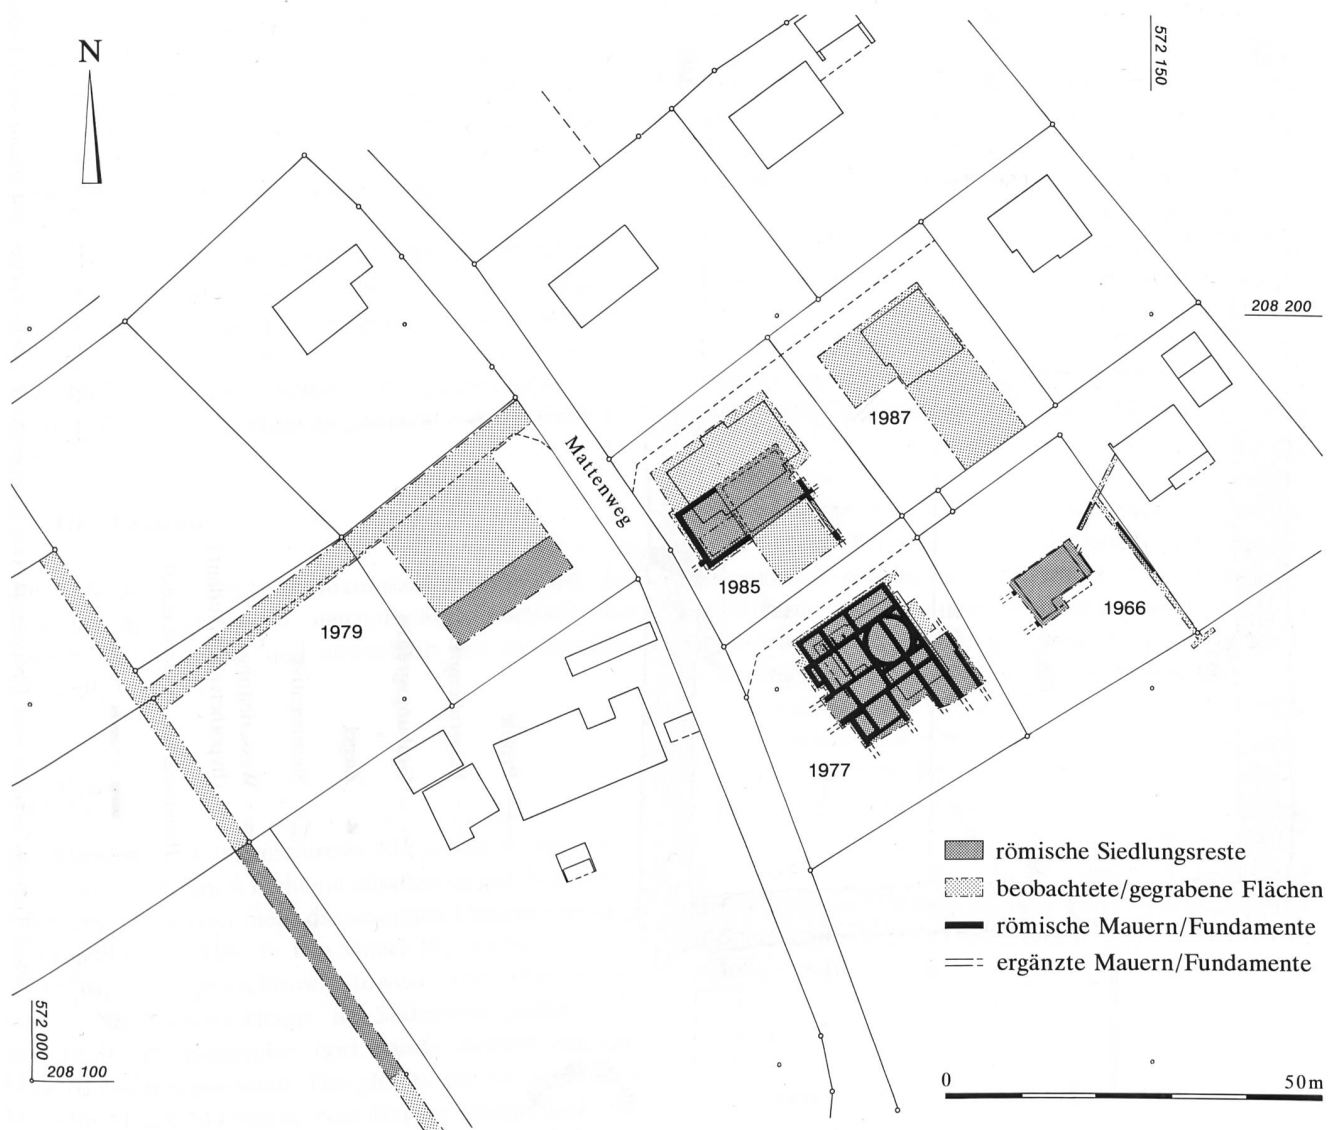 N
572 150
208 200
Mattenweg
1987
1985
1979
1966
1977
römische Siedlungsreste
beobachtete/gegrabene Flächen
römische Mauern/Fundamente
ergänzte Mauern/Fundamente
572 000
208 100
0 50m